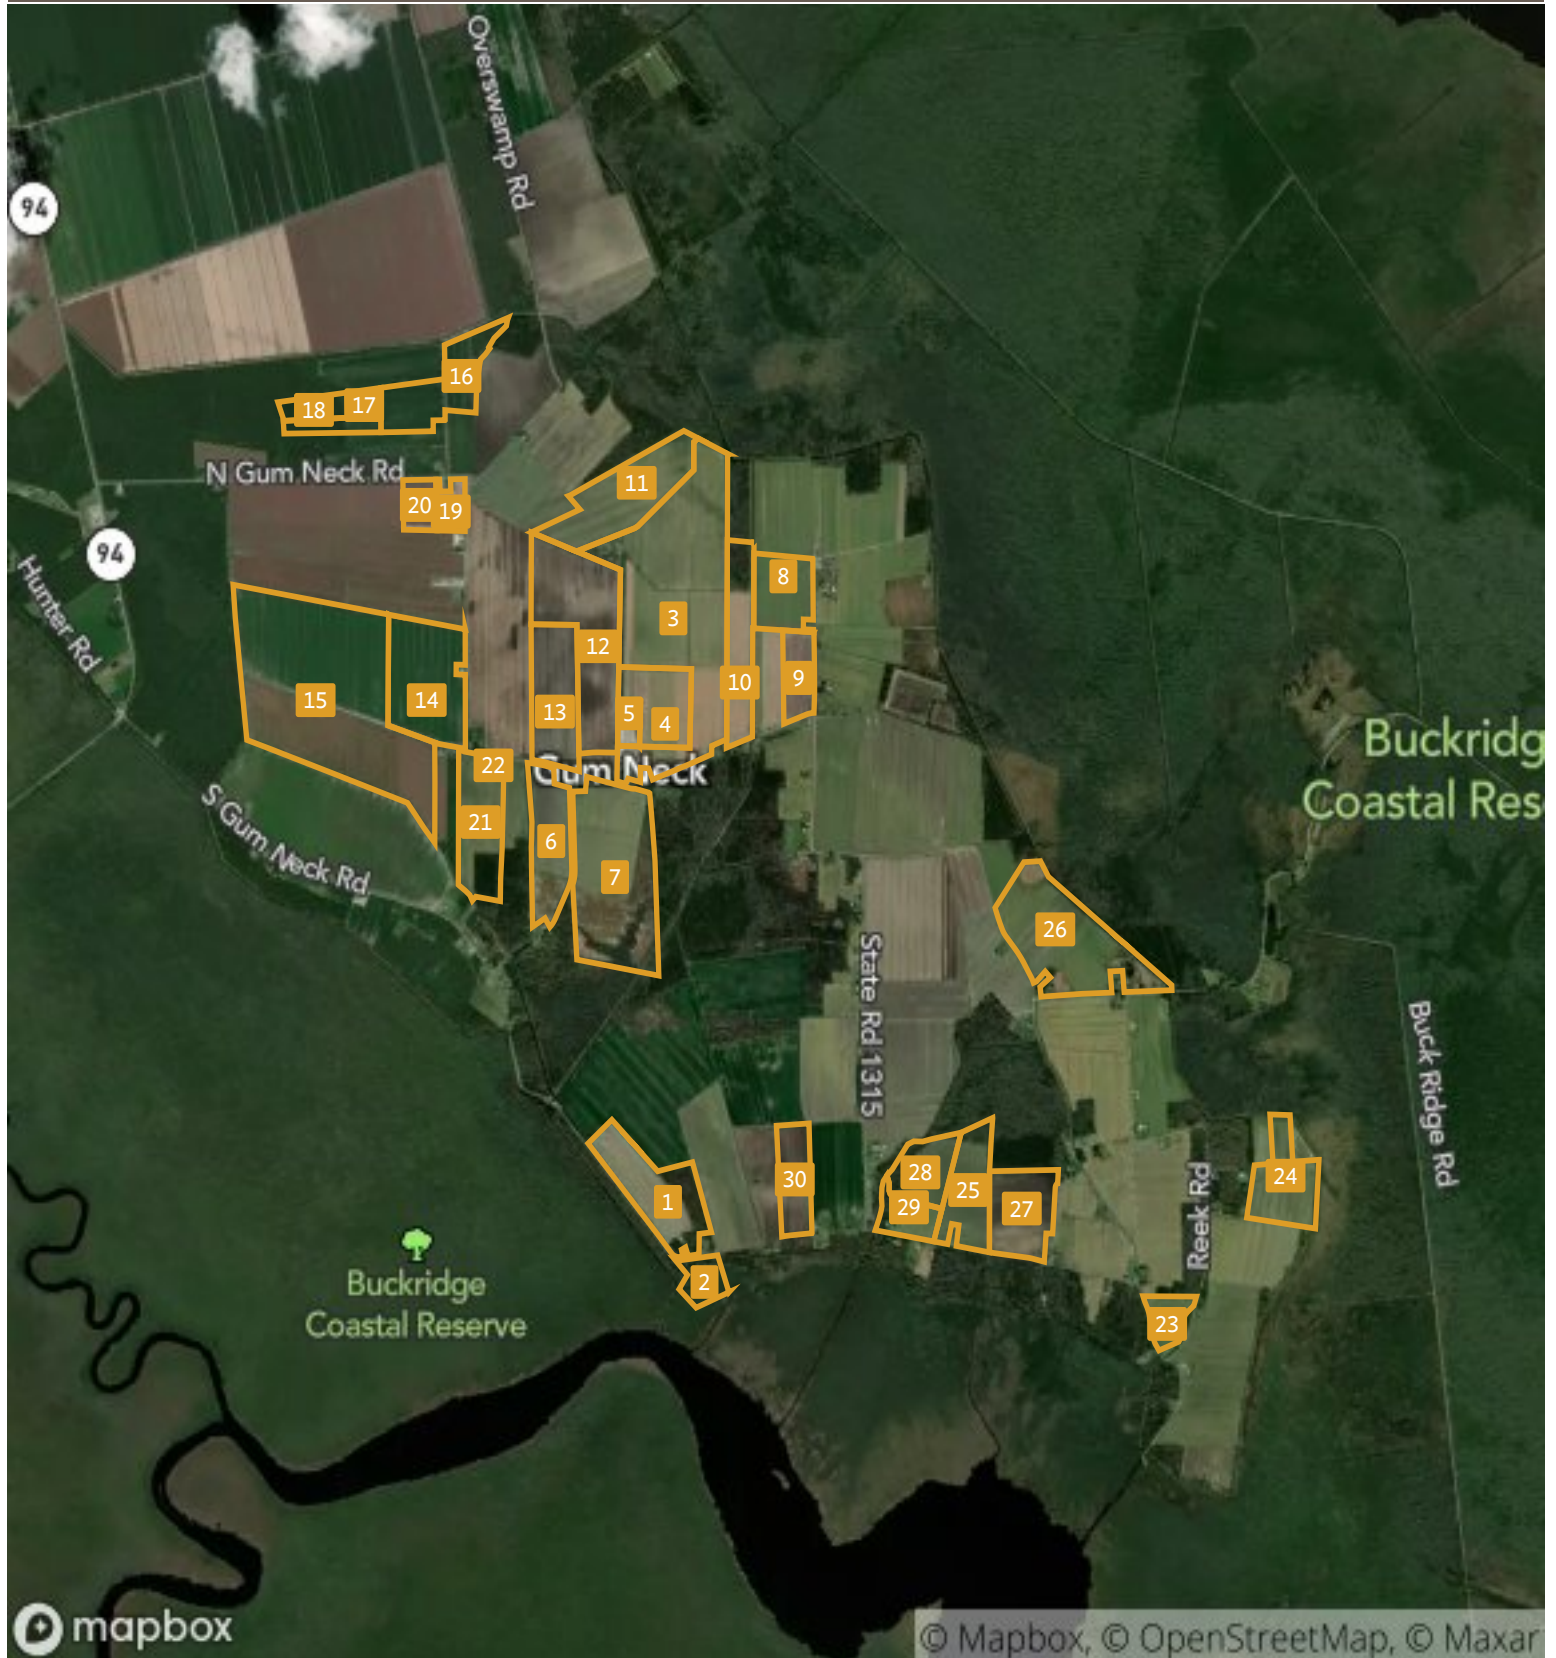 Overswamp Rd
94
16
18
17
N Gum Neck Rd
11
20
19
94
Hunter Rd
8
3
12
10
9
15
14
13
5
4
Buckridg
22
Gum Neck
Coastal Res
21
S Gum Neck Rd
6
7
26
State Rd 1315
Buck Ridge Rd
28
24
30
25
1
29
27
Reek Rd
2
Buckridge
Coastal Reserve
23
mapbox
© Mapbox, © OpenStreetMap, © Maxar